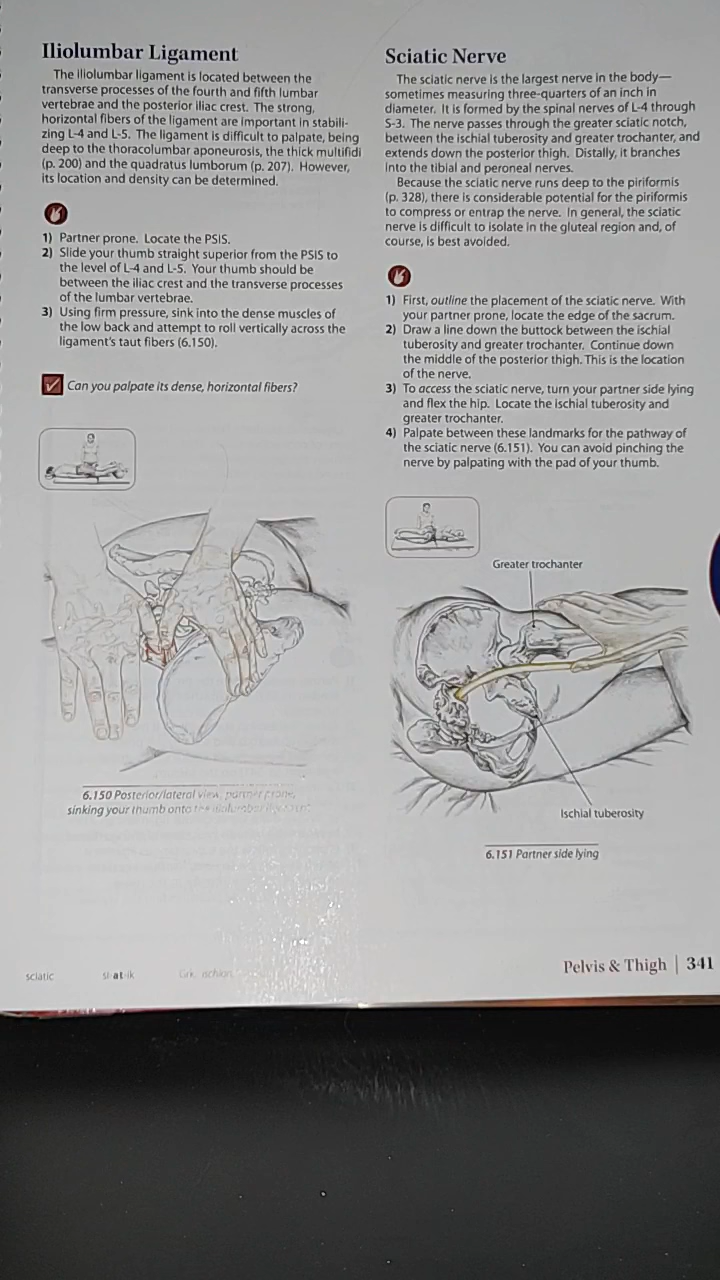 Iliolumbar Ligament
The iliolumbar ligament is located between the
transverse processes of the fourth and fifth lumbar
vertebrae and the posterior iliac crest. The strong,
horizontal fibers of the ligament are important in stabili-
zing L-4 and L-5. The ligament is difficult to palpate, being
deep to the thoracolumbar aponeurosis, the thick multifidi
(p. 200) and the quadratus lumborum (p. 207). However,
its location and density can be determined.
1) Partner prone. Locate the PSIS.
2) Slide your thumb straight superior from the PSIS to
the level of L-4 and L-5. Your thumb should be
between the iliac crest and the transverse processes
of the lumbar vertebrae.
3) Using firm pressure, sink into the dense muscles of
the low back and attempt to roll vertically across the
ligament's taut fibers (6.150).
Can you palpate its dense, horizontal fibers?
6.150 Posterior/lateral view, partner prone,
sinking your thumb onto the iliolumbar ligament
Sciatic Nerve
The sciatic nerve is the largest nerve in the body—
sometimes measuring three-quarters of an inch in
diameter. It is formed by the spinal nerves of L-4 through
S-3. The nerve passes through the greater sciatic notch,
between the ischial tuberosity and greater trochanter, and
extends down the posterior thigh. Distally, it branches
into the tibial and peroneal nerves.
Because the sciatic nerve runs deep to the piriformis
(p. 328), there is considerable potential for the piriformis
to compress or entrap the nerve. In general, the sciatic
nerve is difficult to isolate in the gluteal region and, of
course, is best avoided.
1) First, outline the placement of the sciatic nerve. With
your partner prone, locate the edge of the sacrum.
2) Draw a line down the buttock between the ischial
tuberosity and greater trochanter. Continue down
the middle of the posterior thigh. This is the location
of the nerve.
3) To access the sciatic nerve, turn your partner side lying
and flex the hip. Locate the ischial tuberosity and
greater trochanter.
4) Palpate between these landmarks for the pathway of
the sciatic nerve (6.151). You can avoid pinching the
nerve by palpating with the pad of your thumb.
Greater trochanter
Ischial tuberosity
6.151 Partner side lying
sciatic si-at-ik Grk. ischion,
Pelvis & Thigh | 341